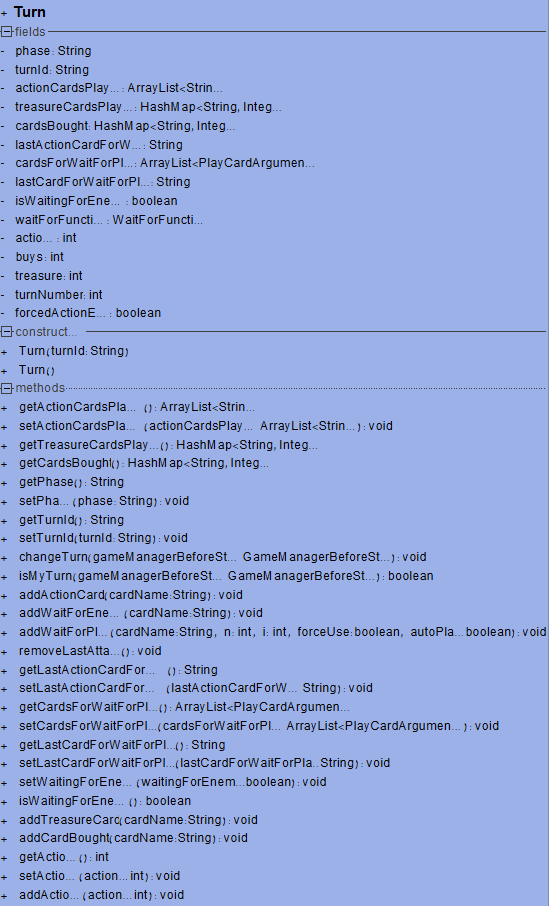 + Turn
fields
- phase: String
- turnId: String
- actionCardsPlay...: ArrayList<Strin...
- treasureCardsPlay...: HashMap<String, Integ...
- cardsBought: HashMap<String, Integ...
- lastActionCardForW... : String
- cardsForWaitForPl...: ArrayList<PlayCardArgumen...
- lastCardForWaitForPl...: String
- isWaitingForEne... : boolean
- waitForFuncti... : WaitForFuncti...
- actio... : int
- buys: int
- treasure: int
- turnNumber: int
- forcedActionE... : boolean
construct...
+ Turn(turnId: String)
+ Turn()
methods
+ getActionCardsPla... (): ArrayList<Strin...
+ setActionCardsPla... (actionCardsPlay... ArrayList<Strin...): void
+ getTreasureCardsPlay...(): HashMap<String, Integ...
+ getCardsBought(): HashMap<String, Integ...
+ getPhase(): String
+ setPha... (phase: String): void
+ getTurnId(): String
+ setTurnId(turnId: String): void
+ changeTurn(gameManagerBeforeSt... GameManagerBeforeSt...): void
+ isMyTurn(gameManagerBeforeSt... GameManagerBeforeSt...): boolean
+ addActionCard(cardName:String): void
+ addWaitForEne... (cardName:String): void
+ addWaitForPl... (cardName:String, n: int, i: int, forceUse:boolean, autoPla...boolean): void
+ removeLastAtta...(): void
+ getLastActionCardFor... (): String
+ setLastActionCardFor... (lastActionCardForW... String): void
+ getCardsForWaitForPl...(): ArrayList<PlayCardArgumen...
+ setCardsForWaitForPl...(cardsForWaitForPl... ArrayList<PlayCardArgumen... ): void
+ getLastCardForWaitForPl...(): String
+ setLastCardForWaitForPl...(lastCardForWaitForPla..String): void
+ setWaitingForEne... (waitingForEnem...boolean): void
+ isWaitingForEne... (): boolean
+ addTreasureCard(cardName:String): void
+ addCardBought(cardName:String): void
+ getActio... (): int
+ setActio... (action...int): void
+ addActio... (action...int): void